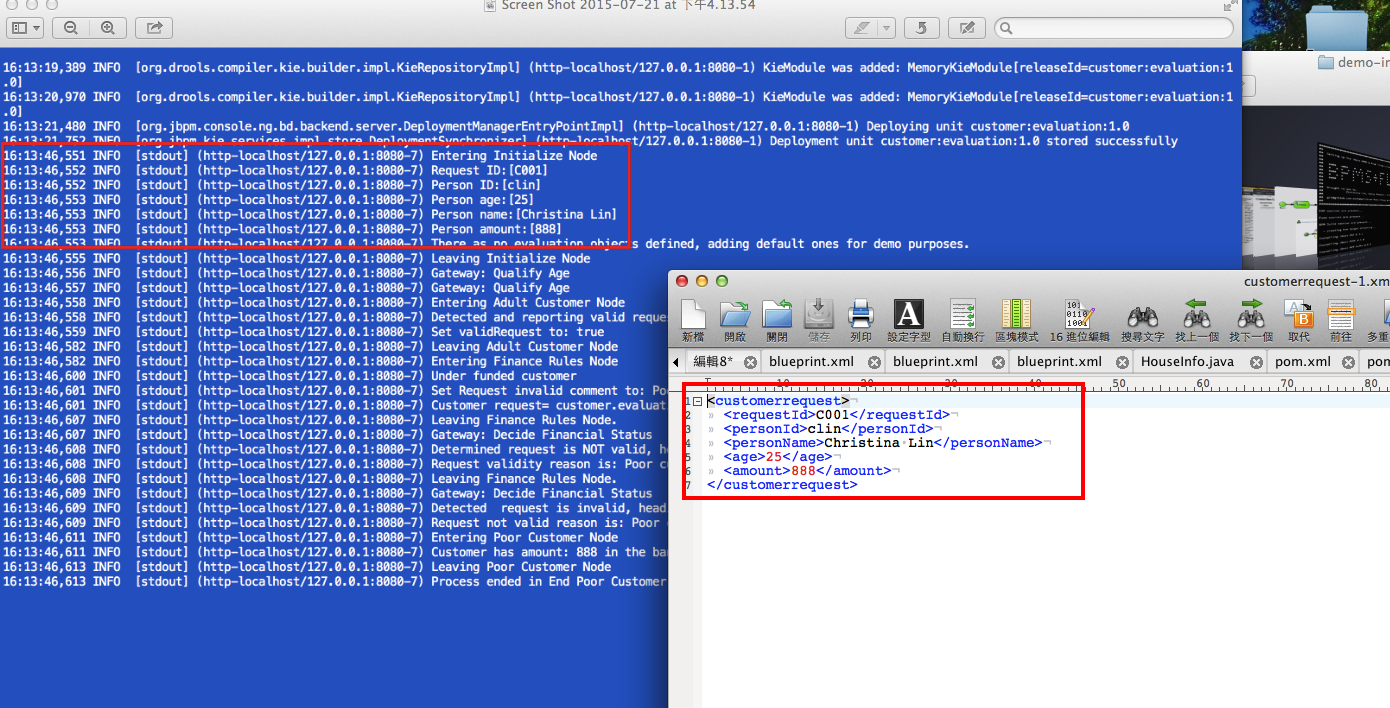 Screen Shot 2015-07-21 at 下午4.13.54
demo-in
16:13:19,389 INFO  [org.drools.compiler.kie.builder.impl.KieRepositoryImpl] (http-localhost/127.0.0.1:8080-1) KieModule was added: MemoryKieModule[releaseId=customer:evaluation:1
.0]
16:13:20,970 INFO  [org.drools.compiler.kie.builder.impl.KieRepositoryImpl] (http-localhost/127.0.0.1:8080-1) KieModule was added: MemoryKieModule[releaseId=customer:evaluation:1
.0]
16:13:21,480 INFO  [org.jbpm.console.ng.bd.backend.server.DeploymentManagerEntryPointImpl] (http-localhost/127.0.0.1:8080-1) Deploying unit customer:evaluation:1.0
16:13:21,752 INFO  [org.jbpm.kie.services.impl.store.DeploymentSynchronizer] (http-localhost/127.0.0.1:8080-1) Deployment unit customer:evaluation:1.0 stored successfully
16:13:46,551 INFO  [stdout] (http-localhost/127.0.0.1:8080-7) Entering Initialize Node
16:13:46,552 INFO  [stdout] (http-localhost/127.0.0.1:8080-7) Request ID:[C001]
16:13:46,552 INFO  [stdout] (http-localhost/127.0.0.1:8080-7) Person ID:[clin]
16:13:46,553 INFO  [stdout] (http-localhost/127.0.0.1:8080-7) Person age:[25]
16:13:46,553 INFO  [stdout] (http-localhost/127.0.0.1:8080-7) Person name:[Christina Lin]
16:13:46,553 INFO  [stdout] (http-localhost/127.0.0.1:8080-7) Person amount:[888]
16:13:46,553 INFO  [stdout] (http-localhost/127.0.0.1:8080-7) There as no evaluation objects defined, adding default ones for demo purposes.
16:13:46,555 INFO  [stdout] (http-localhost/127.0.0.1:8080-7) Leaving Initialize Node
16:13:46,556 INFO  [stdout] (http-localhost/127.0.0.1:8080-7) Gateway: Qualify Age
16:13:46,557 INFO  [stdout] (http-localhost/127.0.0.1:8080-7) Gateway: Qualify Age
16:13:46,558 INFO  [stdout] (http-localhost/127.0.0.1:8080-7) Entering Adult Customer Node
16:13:46,558 INFO  [stdout] (http-localhost/127.0.0.1:8080-7) Detected and reporting valid reques
16:13:46,559 INFO  [stdout] (http-localhost/127.0.0.1:8080-7) Set validRequest to: true
16:13:46,562 INFO  [stdout] (http-localhost/127.0.0.1:8080-7) Leaving Adult Customer Node
16:13:46,562 INFO  [stdout] (http-localhost/127.0.0.1:8080-7) Entering Finance Rules Node
16:13:46,600 INFO  [stdout] (http-localhost/127.0.0.1:8080-7) Under funded customer
16:13:46,601 INFO  [stdout] (http-localhost/127.0.0.1:8080-7) Set Request invalid comment to: Po
16:13:46,601 INFO  [stdout] (http-localhost/127.0.0.1:8080-7) Customer request= customer.evaluat
16:13:46,607 INFO  [stdout] (http-localhost/127.0.0.1:8080-7) Leaving Finance Rules Node.
16:13:46,607 INFO  [stdout] (http-localhost/127.0.0.1:8080-7) Gateway: Decide Financial Status
16:13:46,608 INFO  [stdout] (http-localhost/127.0.0.1:8080-7) Determined request is NOT valid, he
16:13:46,608 INFO  [stdout] (http-localhost/127.0.0.1:8080-7) Request validity reason is: Poor c
16:13:46,608 INFO  [stdout] (http-localhost/127.0.0.1:8080-7) Leaving Finance Rules Node.
16:13:46,609 INFO  [stdout] (http-localhost/127.0.0.1:8080-7) Gateway: Decide Financial Status
16:13:46,609 INFO  [stdout] (http-localhost/127.0.0.1:8080-7) Detected  request is invalid, head
16:13:46,609 INFO  [stdout] (http-localhost/127.0.0.1:8080-7) Request not valid reason is: Poor
16:13:46,611 INFO  [stdout] (http-localhost/127.0.0.1:8080-7) Entering Poor Customer Node
16:13:46,611 INFO  [stdout] (http-localhost/127.0.0.1:8080-7) Customer has amount: 888 in the ba
16:13:46,613 INFO  [stdout] (http-localhost/127.0.0.1:8080-7) Leaving Poor Customer Node
16:13:46,613 INFO  [stdout] (http-localhost/127.0.0.1:8080-7) Process ended in End Poor Customer
customerrequest-1.xm
新檔 開啟 關閉 儲存 列印 設定字型 自動換行 區塊模式 16 進位編輯 搜尋文字 找上一個 找下一個 取代 前往 多重
編輯8* blueprint.xml blueprint.xml blueprint.xml HouseInfo.java pom.xml pom
10 20 30 40 50 60 70 80
1 <customerrequest>
2 <requestId>C001</requestId>
3 <personId>clin</personId>
4 <personName>Christina Lin</personName>
5 <age>25</age>
6 <amount>888</amount>
7 </customerrequest>